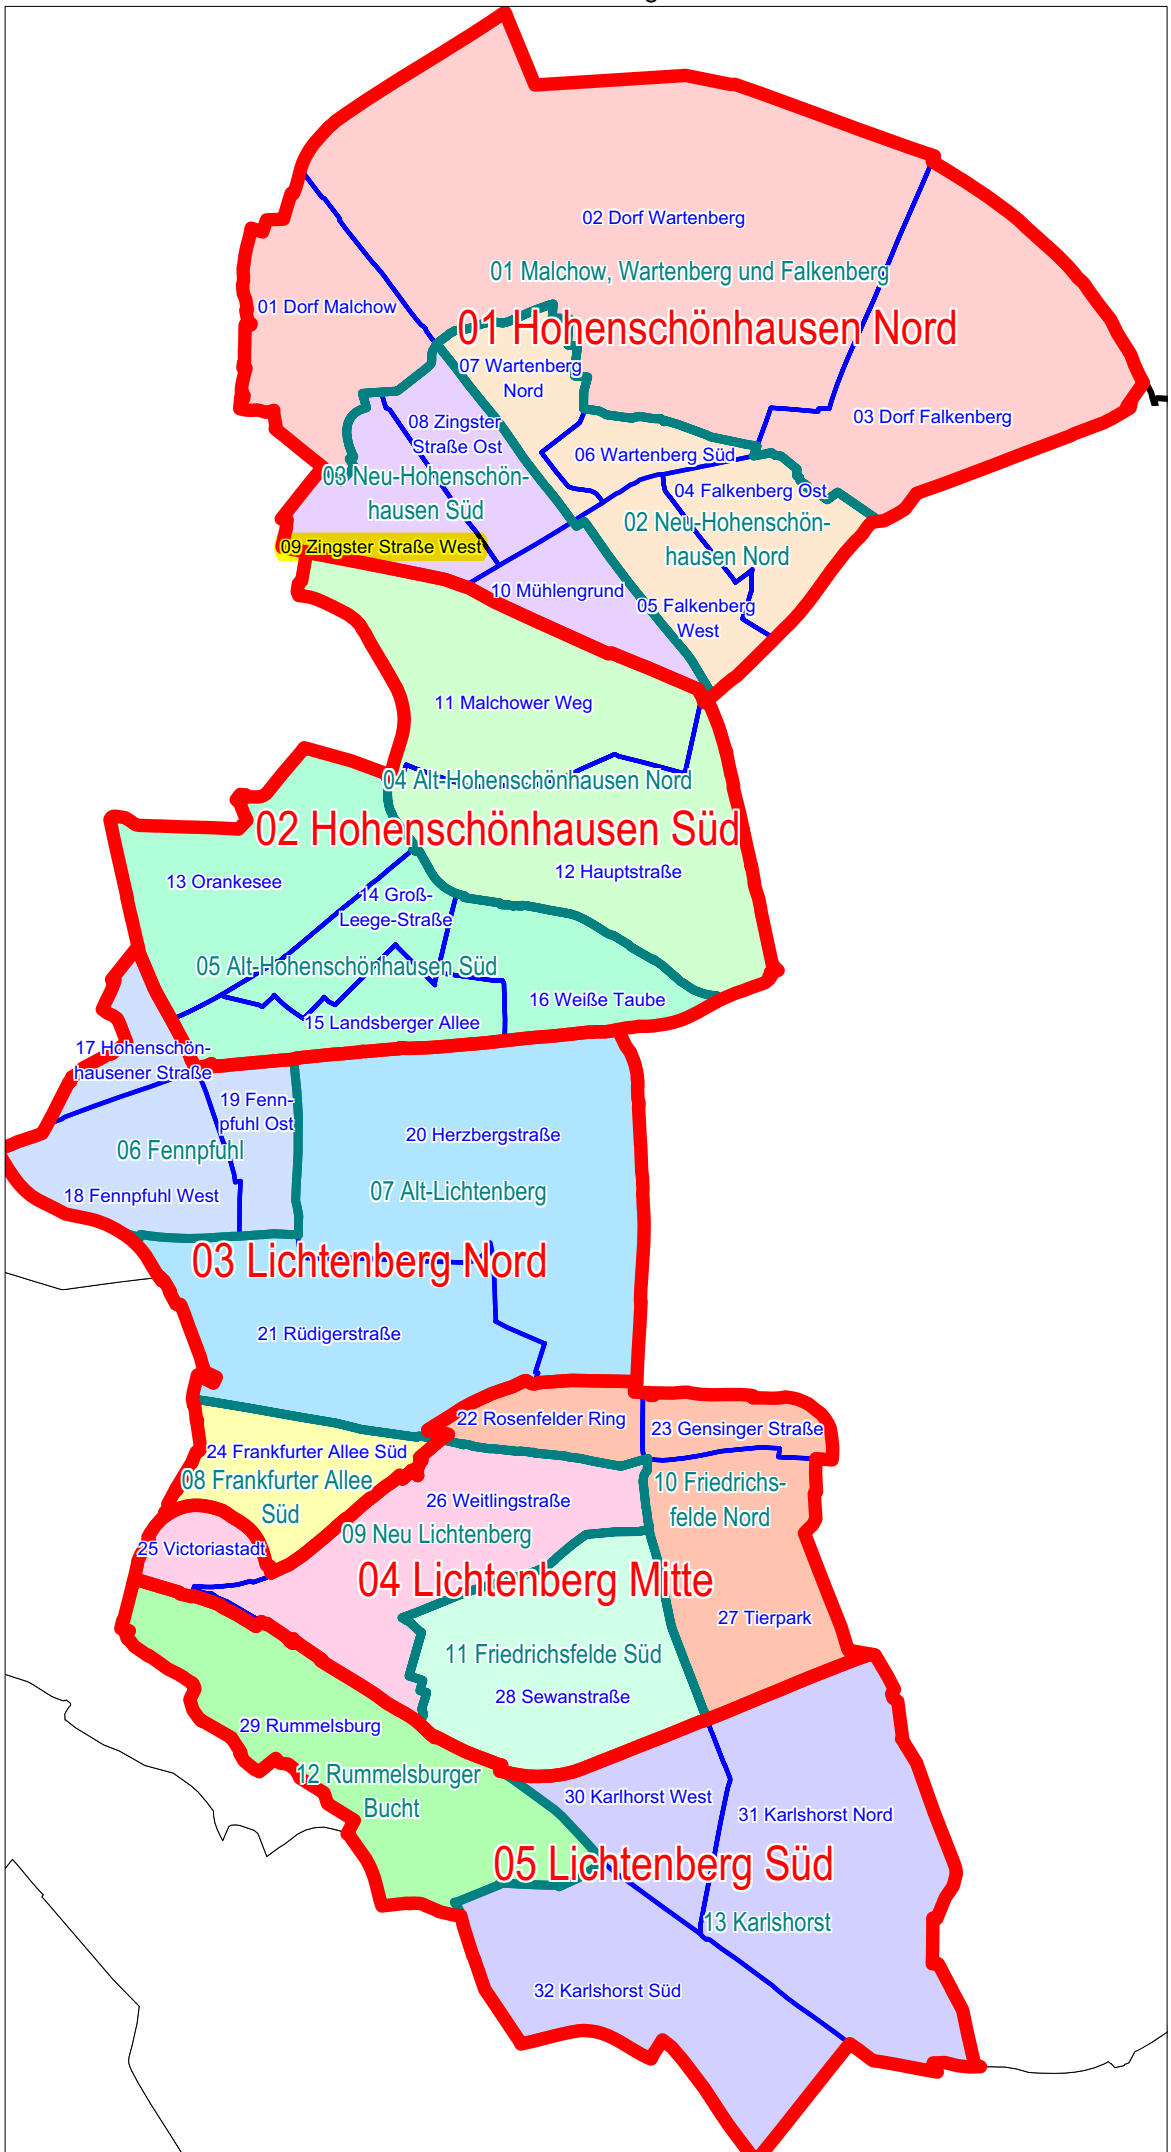 02 Dorf Wartenberg
01 Malchow, Wartenberg und Falkenberg
01 Dorf Malchow
01 Hohenschönhausen Nord
07 Wartenberg
Nord
03 Dorf Falkenberg
08 Zingster
Straße Ost
06 Wartenberg Süd
03 Neu-Hohenschön-
hausen Süd
04 Falkenberg Ost
02 Neu-Hohenschön-
hausen Nord
09 Zingster Straße West
10 Mühlengrund
05 Falkenberg
West
11 Malchower Weg
04 Alt-Hohenschönhausen Nord
02 Hohenschönhausen Süd
12 Hauptstraße
13 Orankesee
14 Groß-
Leege-Straße
05 Alt-Hohenschönhausen Süd
16 Weiße Taube
15 Landsberger Allee
17 Hohenschön-
hausener Straße
19 Fenn-
pfuhl Ost
20 Herzbergstraße
06 Fennpfuhl
18 Fennpfuhl West
07 Alt-Lichtenberg
03 Lichtenberg Nord
21 Rüdigerstraße
22 Rosenfelder Ring
23 Gensinger Straße
24 Frankfurter Allee Süd
08 Frankfurter Allee
Süd
10 Friedrichs-
felde Nord
26 Weitlingstraße
09 Neu Lichtenberg
25 Victoriastadt
04 Lichtenberg Mitte
27 Tierpark
11 Friedrichsfelde Süd
28 Sewanstraße
29 Rummelsburg
12 Rummelsburger
Bucht
30 Karlhorst West
31 Karlshorst Nord
05 Lichtenberg Süd
13 Karlshorst
32 Karlshorst Süd